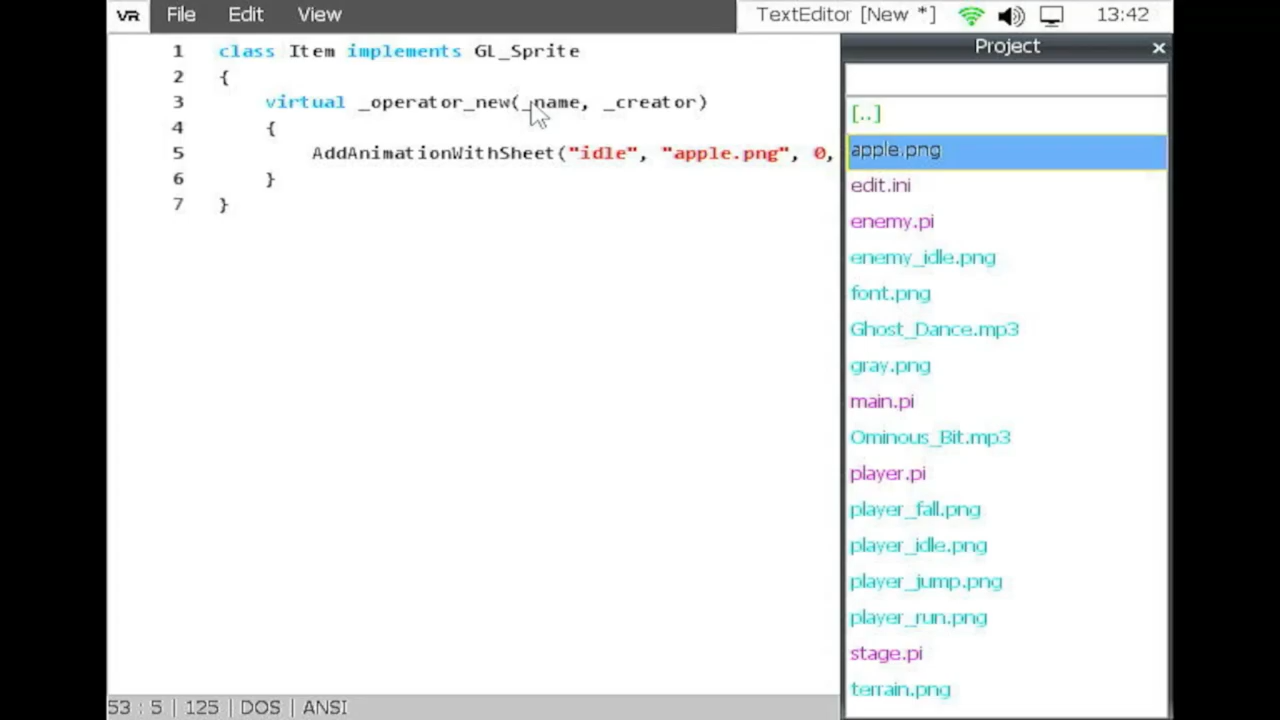 VR File Edit View TextEditor [New *] 13:42
Project
1 class Item implements GL_Sprite
2 {
3 virtual _operator_new(_name, _creator)
4 {
5 AddAnimationWithSheet("idle", "apple.png", 0,
6 }
7 }
[..]
apple.png
edit.ini
enemy.pi
enemy_idle.png
font.png
Ghost_Dance.mp3
gray.png
main.pi
Ominous_Bit.mp3
player.pi
player_fall.png
player_idle.png
player_jump.png
player_run.png
stage.pi
terrain.png
53 : 5 | 125 | DOS | ANSI